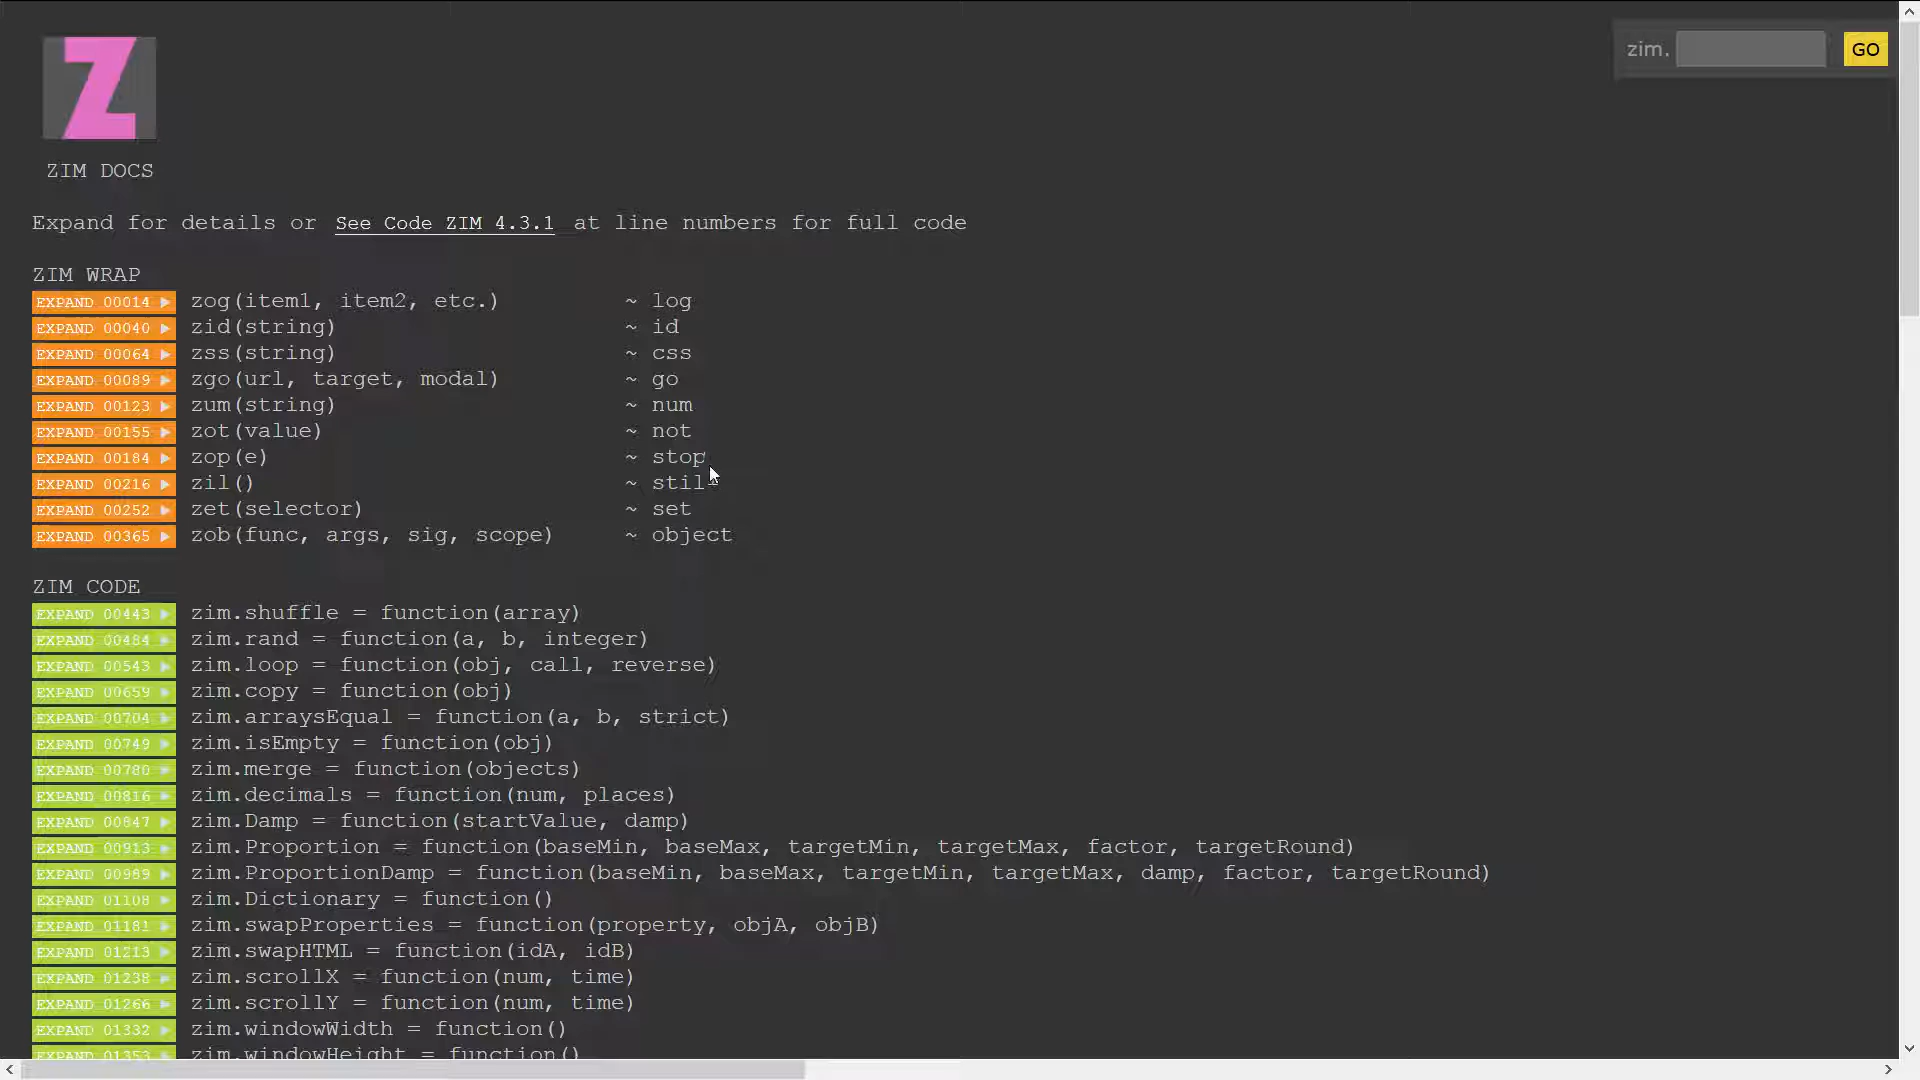 zim. GO
Z
ZIM DOCS
Expand for details or See Code ZIM 4.3.1 at line numbers for full code
ZIM WRAP
EXPAND 00014 ▶ zog(item1, item2, etc.) ~ log
EXPAND 00040 ▶ zid(string) ~ id
EXPAND 00064 ▶ zss(string) ~ css
EXPAND 00089 ▶ zgo(url, target, modal) ~ go
EXPAND 00123 ▶ zum(string) ~ num
EXPAND 00155 ▶ zot(value) ~ not
EXPAND 00184 ▶ zop(e) ~ stop
EXPAND 00216 ▶ zil() ~ still
EXPAND 00252 ▶ zet(selector) ~ set
EXPAND 00365 ▶ zob(func, args, sig, scope) ~ object
ZIM CODE
EXPAND 00443 ▶ zim.shuffle = function(array)
EXPAND 00484 ▶ zim.rand = function(a, b, integer)
EXPAND 00543 ▶ zim.loop = function(obj, call, reverse)
EXPAND 00659 ▶ zim.copy = function(obj)
EXPAND 00704 ▶ zim.arraysEqual = function(a, b, strict)
EXPAND 00749 ▶ zim.isEmpty = function(obj)
EXPAND 00780 ▶ zim.merge = function(objects)
EXPAND 00816 ▶ zim.decimals = function(num, places)
EXPAND 00847 ▶ zim.Damp = function(startValue, damp)
EXPAND 00913 ▶ zim.Proportion = function(baseMin, baseMax, targetMin, targetMax, factor, targetRound)
EXPAND 00989 ▶ zim.ProportionDamp = function(baseMin, baseMax, targetMin, targetMax, damp, factor, targetRound)
EXPAND 01108 ▶ zim.Dictionary = function()
EXPAND 01181 ▶ zim.swapProperties = function(property, objA, objB)
EXPAND 01213 ▶ zim.swapHTML = function(idA, idB)
EXPAND 01238 ▶ zim.scrollX = function(num, time)
EXPAND 01266 ▶ zim.scrollY = function(num, time)
EXPAND 01332 ▶ zim.windowWidth = function()
EXPAND 01353 ▶ zim.windowHeight = function()